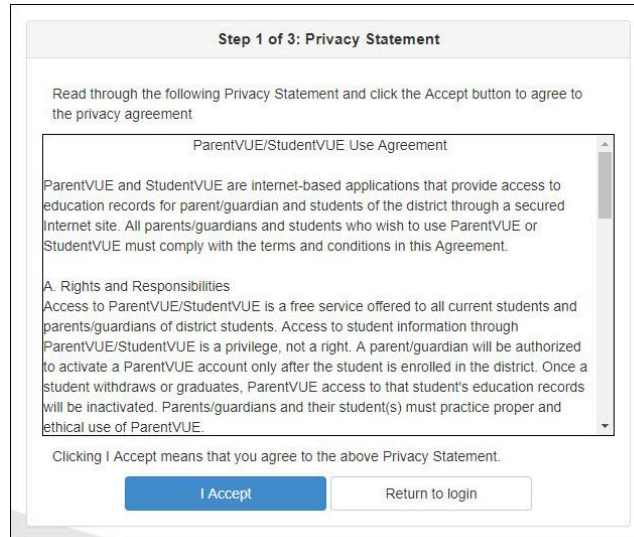 Step 1 of 3: Privacy Statement
Read through the following Privacy Statement and click the Accept button to agree to
the privacy agreement
ParentVUE/StudentVUE Use Agreement
ParentVUE and StudentVUE are internet-based applications that provide access to
education records for parent/guardian and students of the district through a secured
Internet site. All parents/guardians and students who wish to use ParentVUE or
StudentVUE must comply with the terms and conditions in this Agreement.
A. Rights and Responsibilities
Access to ParentVUE/StudentVUE is a free service offered to all current students and
parents/guardians of district students. Access to student information through
ParentVUE/StudentVUE is a privilege, not a right. A parent/guardian will be authorized
to activate a ParentVUE account only after the student is enrolled in the district. Once a
student withdraws or graduates, ParentVUE access to that student's education records
will be inactivated. Parents/guardians and their student(s) must practice proper and
ethical use of ParentVUE.
Clicking I Accept means that you agree to the above Privacy Statement.
I Accept
Return to login